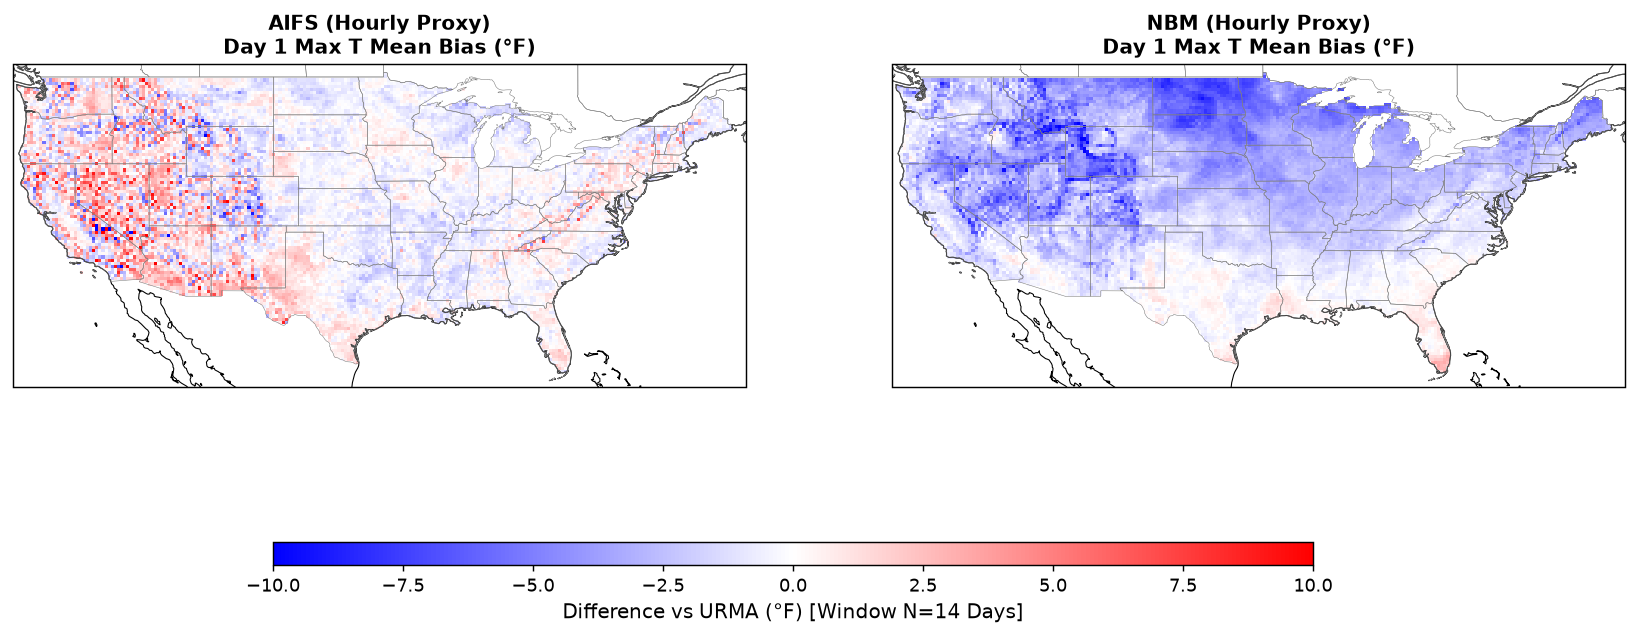 AIFS (Hourly Proxy)
Day 1 Max T Mean Bias (°F)
NBM (Hourly Proxy)
Day 1 Max T Mean Bias (°F)
−10.0 −7.5 −5.0 −2.5 0.0 2.5 5.0 7.5 10.0
Difference vs URMA (°F) [Window N=14 Days]